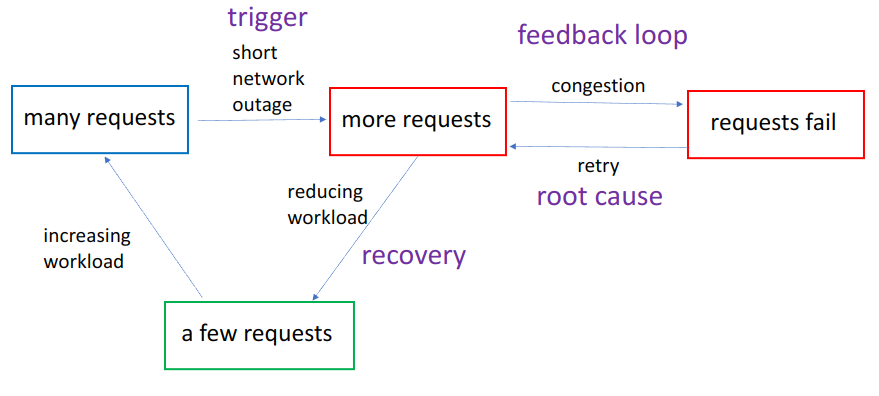 trigger
short
network
outage
feedback loop
congestion
many requests
more requests
requests fail
retry
root cause
reducing
workload
recovery
increasing
workload
a few requests